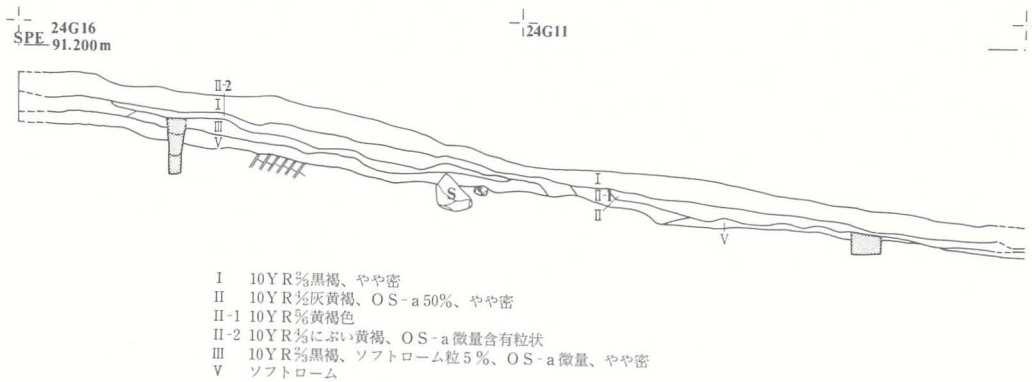 24G16
24G11
SPE 91.200m
II-2
I
III
V
S
I
II-1
II
V
I 10YR2/3黒褐、やや密
II 10YR4/2灰黄褐、OS-a50%、やや密
II-1 10YR5/6黄褐色
II-2 10YR4/3にぶい黄褐、OS-a微量含有粒状
III 10YR2/3黒褐、ソフトローム粒5%、OS-a微量、やや密
V ソフトローム